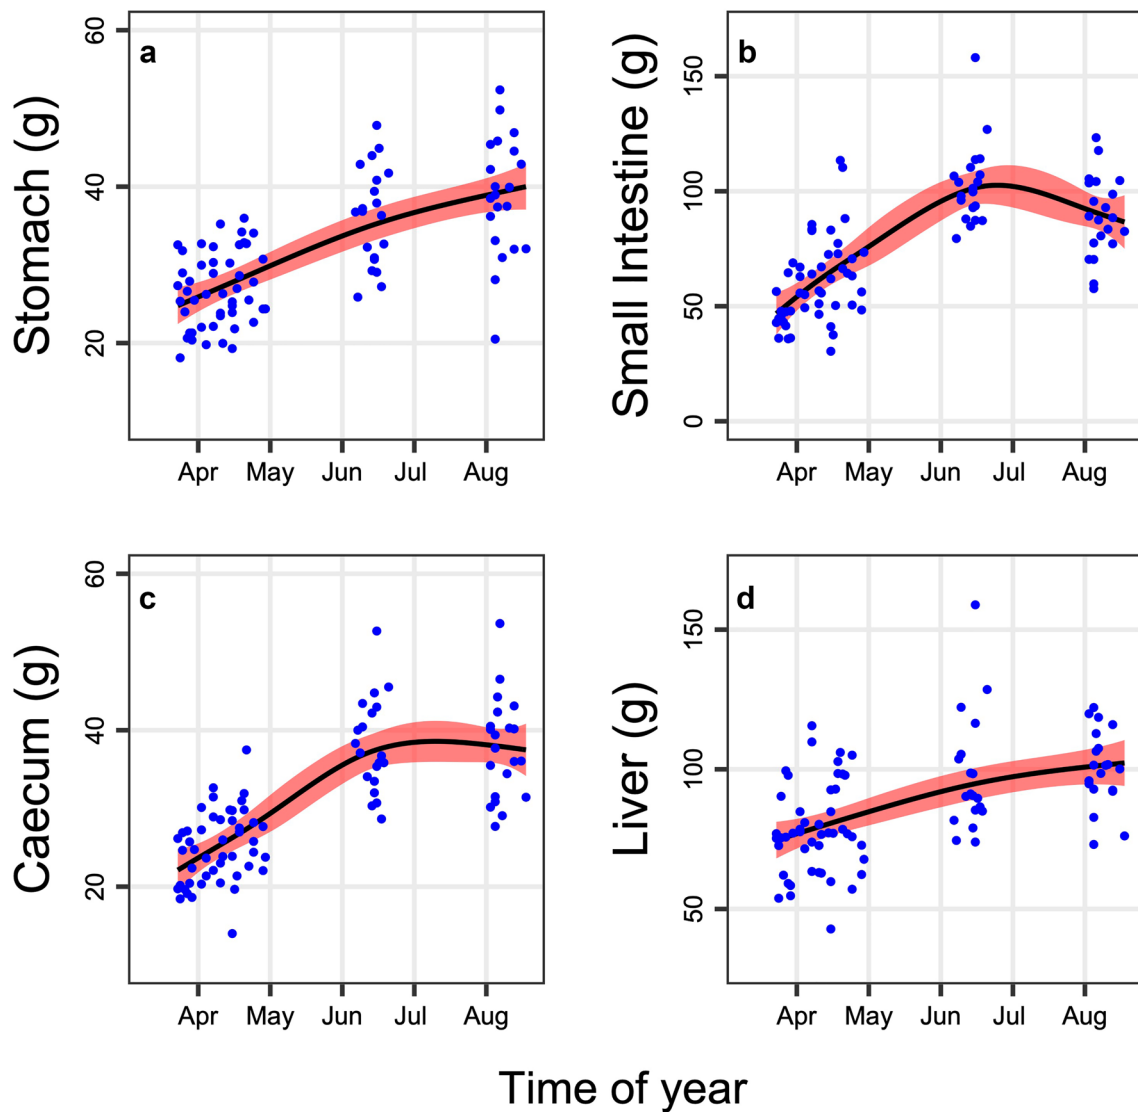 a
Stomach (g)
60
40
20
Apr May Jun Jul Aug
b
Small Intestine (g)
150
100
50
0
Apr May Jun Jul Aug
c
Caecum (g)
60
40
20
Apr May Jun Jul Aug
d
Liver (g)
150
100
50
Apr May Jun Jul Aug
Time of year